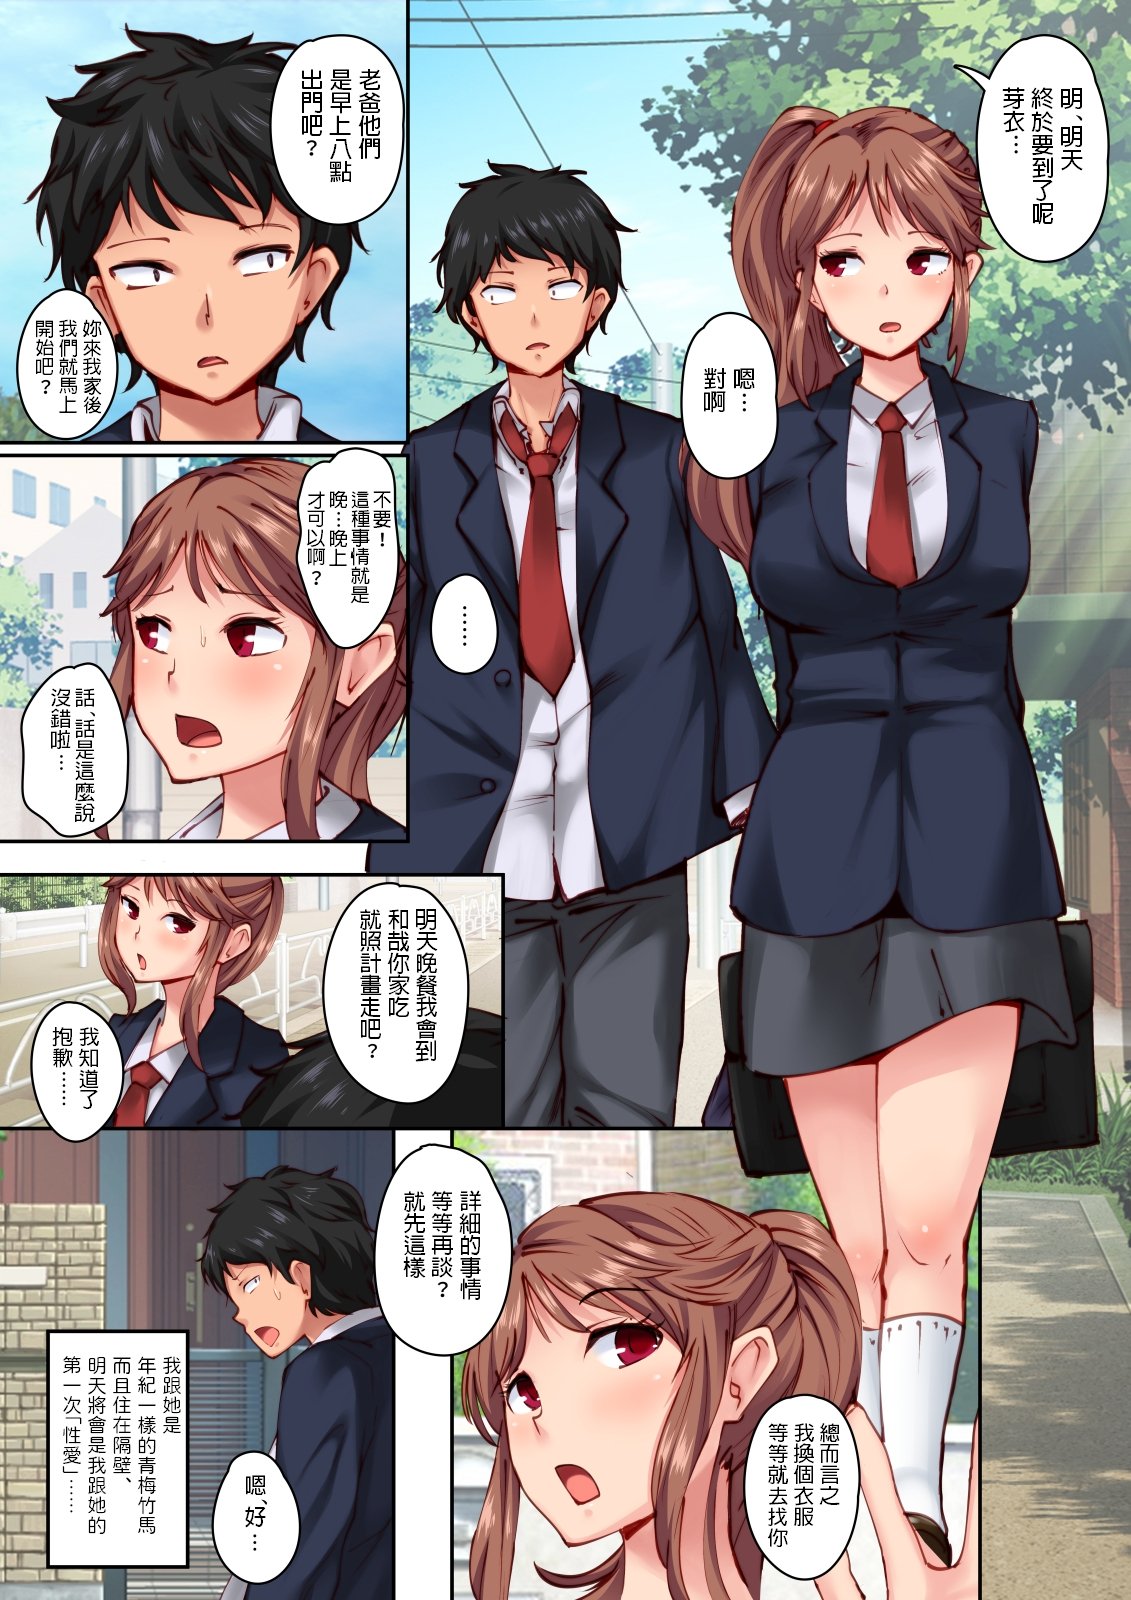 明、明天
終於要到了呢
芽衣…
嗯…
對啊
……
老爸他們
是早上八點
出門吧？
妳來我家後
我們就馬上
開始吧？
不要！
這種事情就是
晚…晚上
才可以啊？
話、話是這麼說
沒錯啦…
明天晚餐我會到
和哉你家吃
就照計畫走吧？
我知道了
抱歉……
詳細的事情
等等再談？
就先這樣
總而言之
我換個衣服
等等就去找你
嗯、好…
我跟她是
年紀一樣的青梅竹馬
而且住在隔壁、
明天將會是我跟她的
第一次「性愛」……